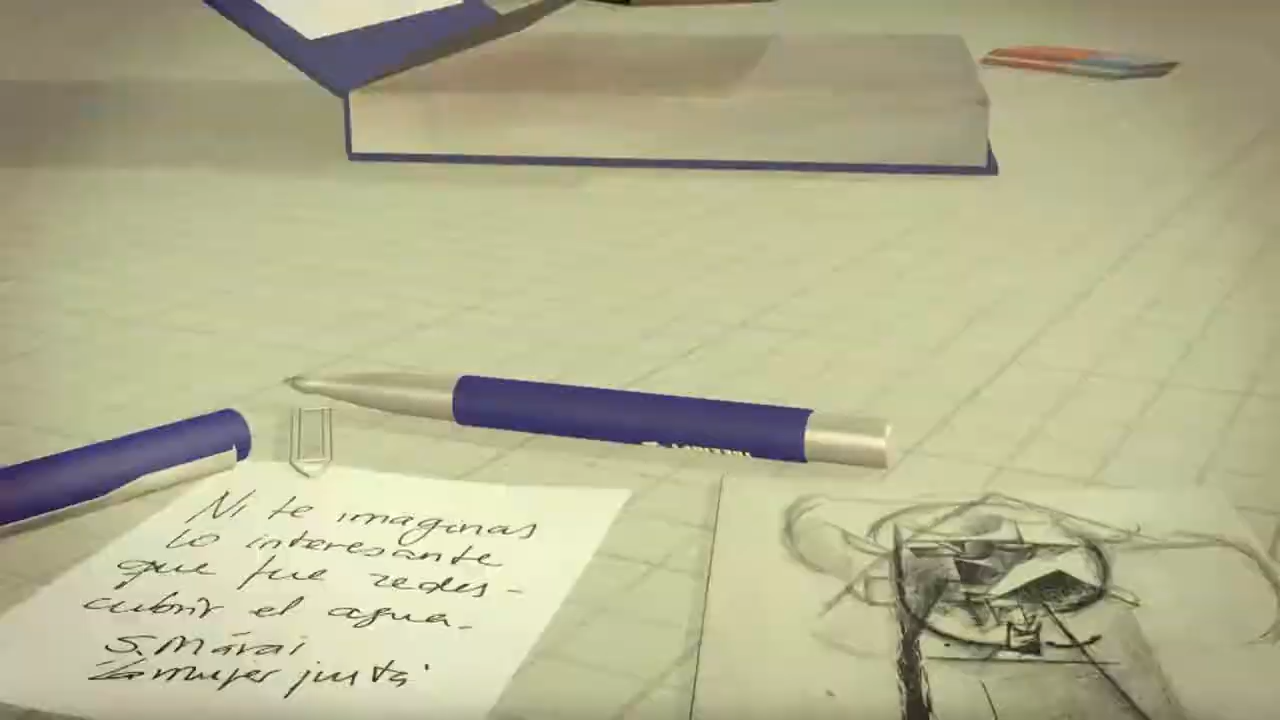 Ni te imaginas
lo interesante
que fue redes-
cubrir el agua.
S. Márai
La mujer justa